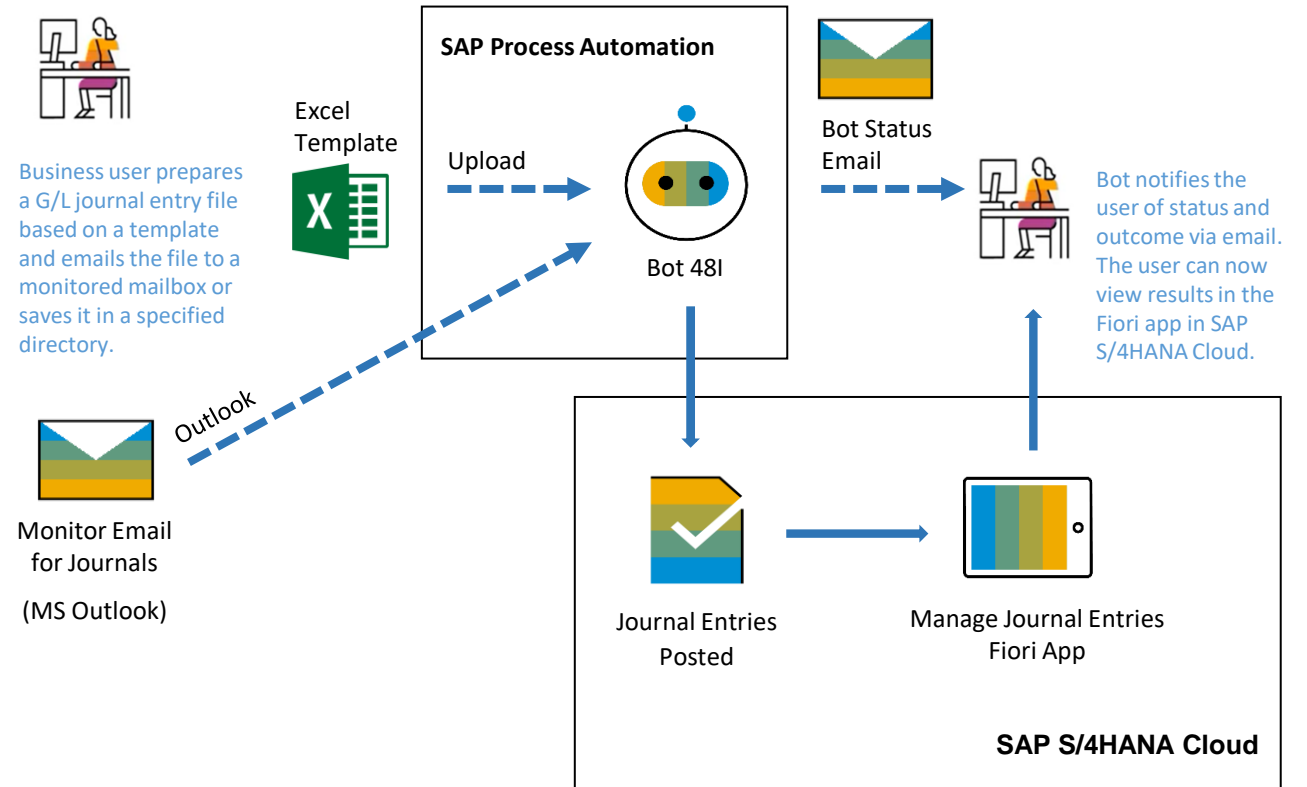 SAP Process Automation
Business user prepares
a G/L journal entry file
based on a template
and emails the file to a
monitored mailbox or
saves it in a specified
directory.
Excel
Template
X
Upload
Bot 48I
Bot Status
Email
Bot notifies the
user of status and
outcome via email.
The user can now
view results in the
Fiori app in SAP
S/4HANA Cloud.
Outlook
Monitor Email
for Journals
(MS Outlook)
Journal Entries
Posted
Manage Journal Entries
Fiori App
SAP S/4HANA Cloud